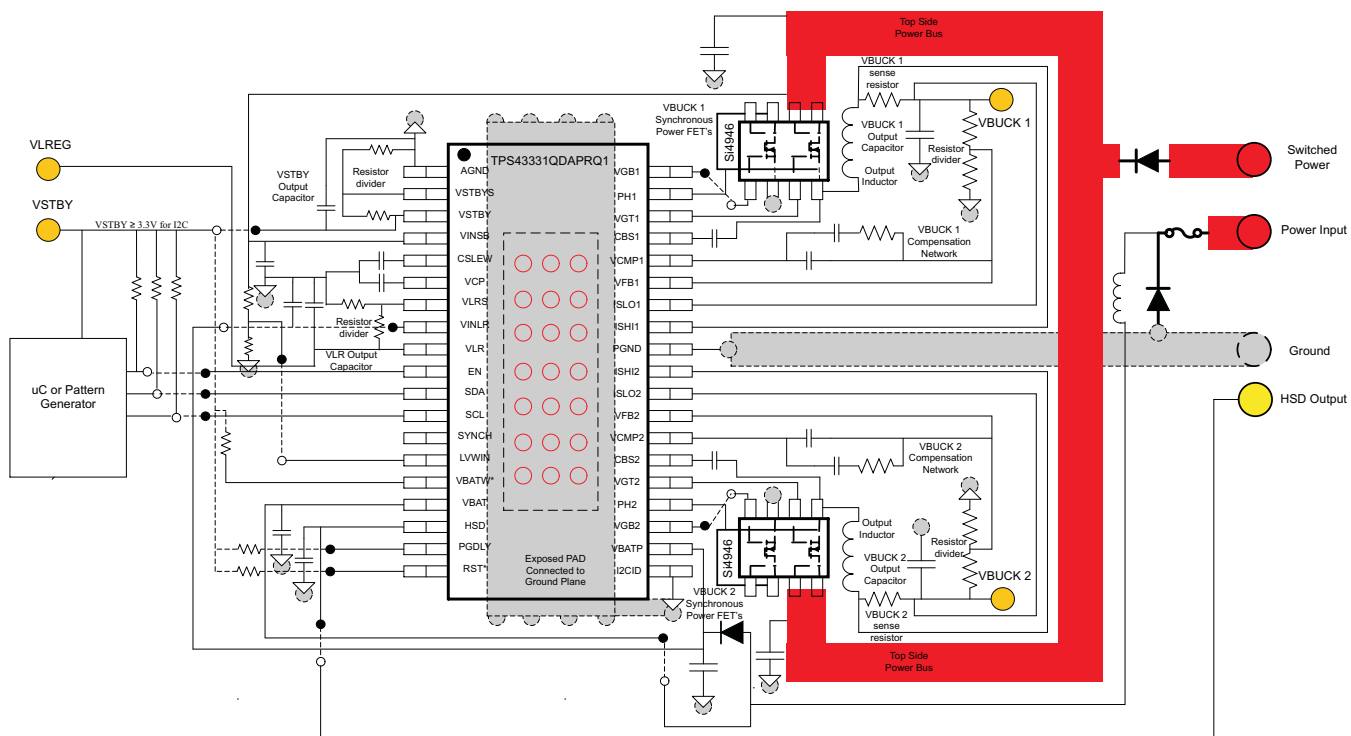 Top Side
Power Bus
VBUCK 1
sense
resistor
VBUCK 1
Synchronous
Power FET's
Si4946
VBUCK 1
Output
Capacitor
Output
Inductor
VBUCK 1
Resistor
divider
Switched
Power
VLREG
VSTBY
VSTBY ≥ 3.3V for I2C
VSTBY
Output
Capacitor
Resistor
divider
TPS43331QDAPRQ1
AGND
VSTBYS
VSTBY
VINSB
CSLEW
VCP
VLRS
VINLR
VLR
EN
SDA
SCL
SYNCH
LVWIN
VBATW*
VBAT
HSD
PGDLY
RST*
VGB1
PH1
VGT1
CBS1
VCMP1
VFB1
ISLO1
ISHI1
PGND
ISHI2
ISLO2
VFB2
VCMP2
CBS2
VGT2
PH2
VGB2
VBATP
I2CID
Exposed PAD
Connected to
Ground Plane
Power Input
VBUCK 1
Compensation
Network
Resistor
divider
VLR Output
Capacitor
Ground
uC or Pattern
Generator
HSD Output
VBUCK 2
Compensation
Network
Si4946
Output
Inductor
VBUCK 2
Output
Capacitor
Resistor
divider
VBUCK 2
VBUCK 2
Synchronous
Power FET's
VBUCK 2
sense
resistor
Top Side
Power Bus